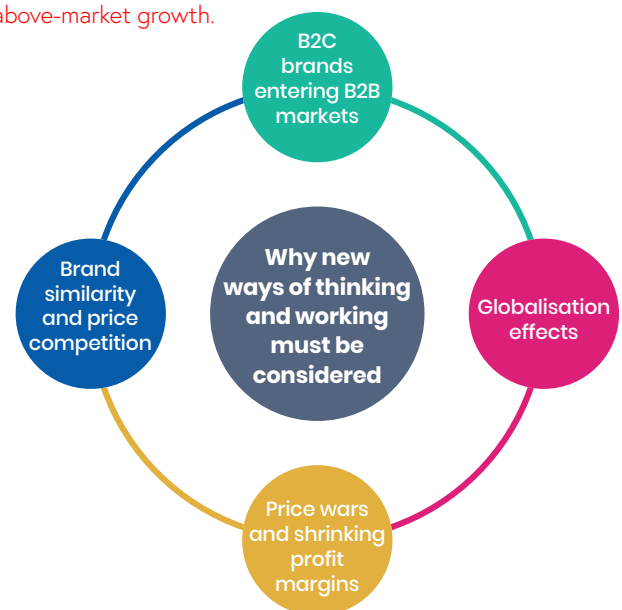 above-market growth.
B2C
brands
entering B2B
markets
Why new
ways of thinking
and working
must be
considered
Brand
similarity
and price
competition
Globalisation
effects
Price wars
and shrinking
profit
margins